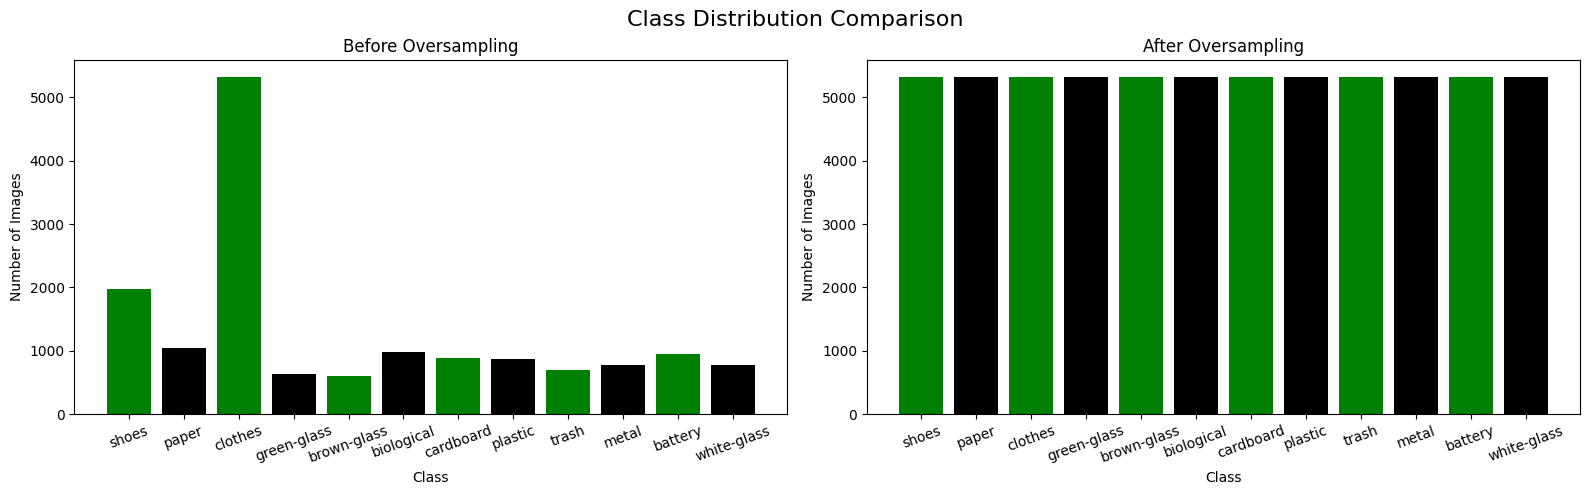 Class Distribution Comparison
Before Oversampling
Number of Images
5000
4000
3000
2000
1000
0
shoes
paper
clothes
green-glass
brown-glass
biological
cardboard
plastic
trash
metal
battery
white-glass
Class
After Oversampling
Number of Images
5000
4000
3000
2000
1000
0
shoes
paper
clothes
green-glass
brown-glass
biological
cardboard
plastic
trash
metal
battery
white-glass
Class